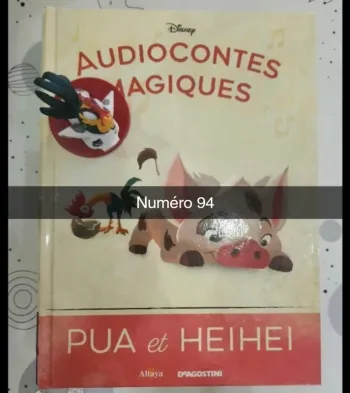 Disney
AUDIOCONTES
MAGIQUES
Numéro 94
PUA et HEIHEI
Altaya
DeAGOSTINI